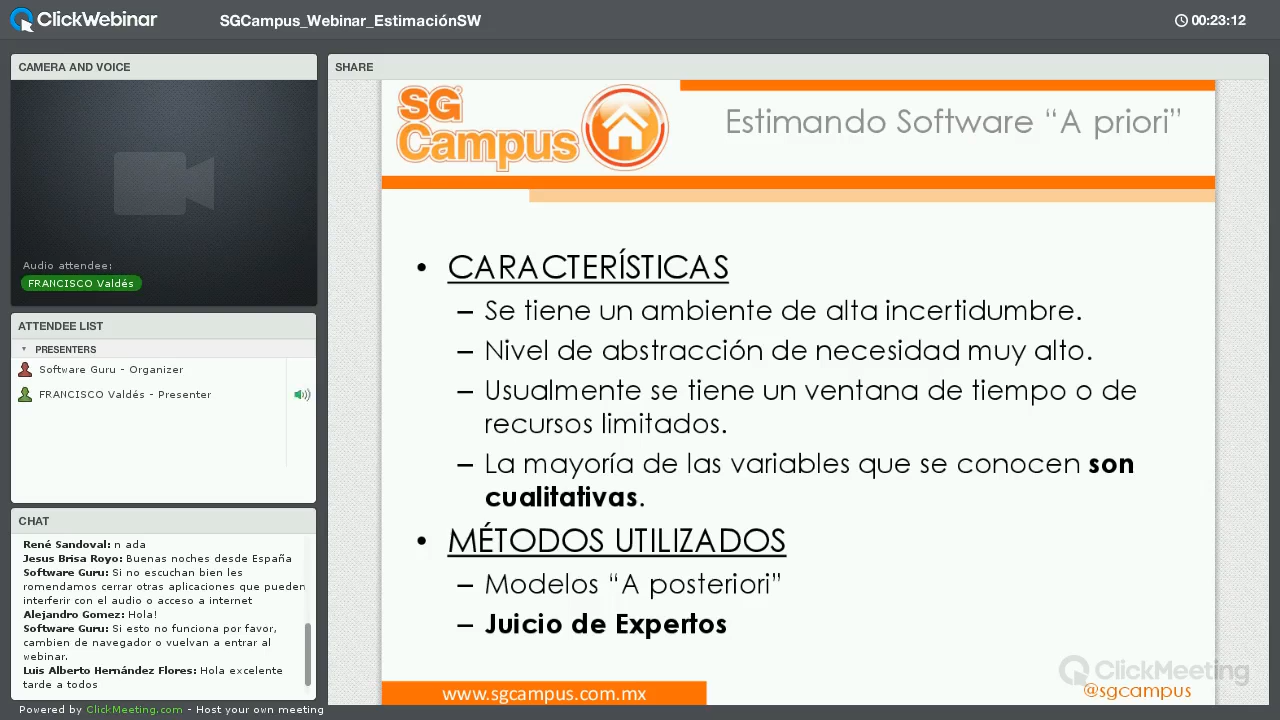 ClickWebinar
SGCampus_Webinar_EstimaciónSW
00:23:12
CAMERA AND VOICE
Audio attendee:
FRANCISCO Valdés
ATTENDEE LIST
PRESENTERS
Software Guru - Organizer
FRANCISCO Valdés - Presenter
CHAT
René Sandoval: n ada
Jesus Brisa Royo: Buenas noches desde España
Software Guru: Si no escuchan bien les
romendamos cerrar otras aplicaciones que pueden
interferir con el audio o acceso a internet
Alejandro Gomez: Hola!
Software Guru: Si esto no funciona por favor,
cambien de navegador o vuelvan a entrar al
webinar.
Luis Alberto Hernández Flores: Hola excelente
tarde a todos
Powered by ClickMeeting.com - Host your own meeting
SHARE
SG
Campus
Estimando Software “A priori”
• CARACTERÍSTICAS
– Se tiene un ambiente de alta incertidumbre.
– Nivel de abstracción de necesidad muy alto.
– Usualmente se tiene un ventana de tiempo o de
recursos limitados.
– La mayoría de las variables que se conocen son
cualitativas.
• MÉTODOS UTILIZADOS
– Modelos “A posteriori”
– Juicio de Expertos
www.sgcampus.com.mx
ClickMeeting
@sgcampus